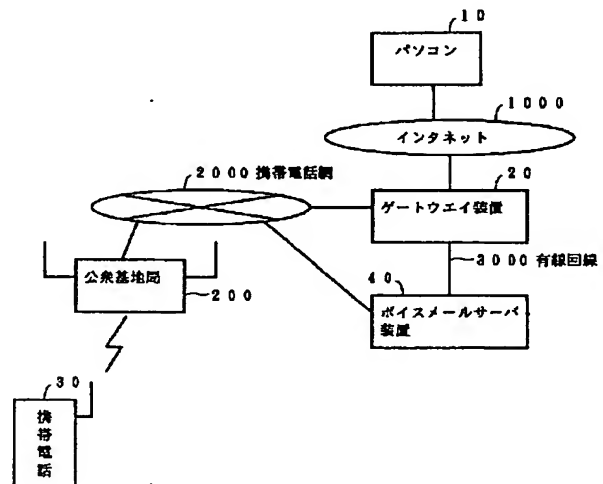 10
パソコン
1000
インタネット
2000 携帯電話網
20
ゲートウエイ装置
3000 有線回線
公衆基地局
200
40
ボイスメールサーバ
装置
30
携
帯
電
話